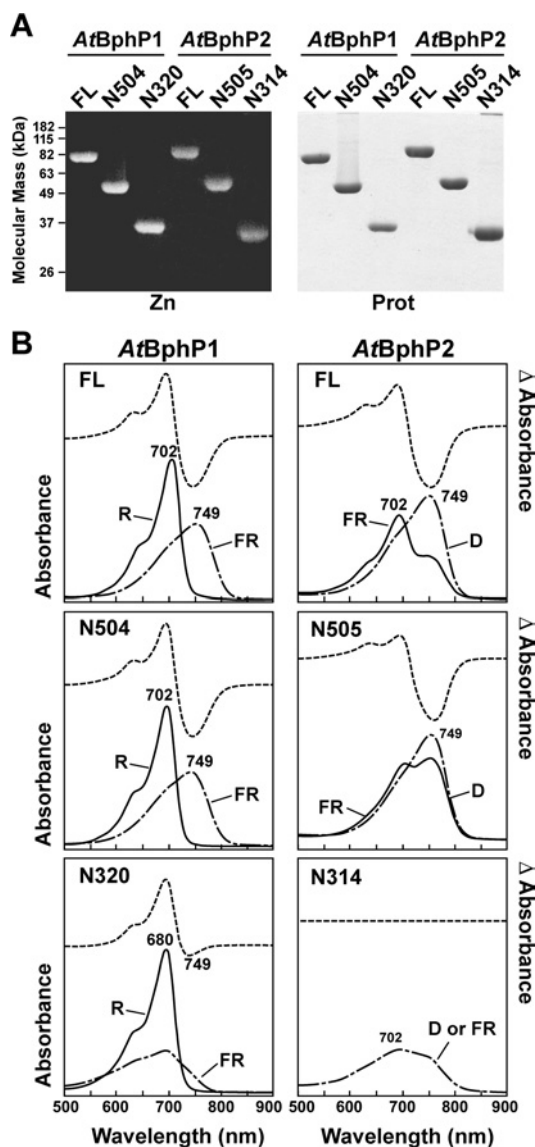 A
AtBphP1 AtBphP2
FL N504 N320 FL N505 N314
AtBphP1 AtBphP2
FL N504 N320 FL N505 N314
Molecular Mass (kDa)
182
115
82
63
49
37
26
Zn
Prot
B
AtBphP1 AtBphP2
FL
702
R
749
FR
Absorbance
FL
702
749
FR
D
Δ Absorbance
N504
702
R
749
FR
Absorbance
N505
749
FR
D
Δ Absorbance
N320
680
749
R
FR
Absorbance
N314
702
D or FR
Δ Absorbance
500 600 700 800 900
500 600 700 800 900
Wavelength (nm) Wavelength (nm)